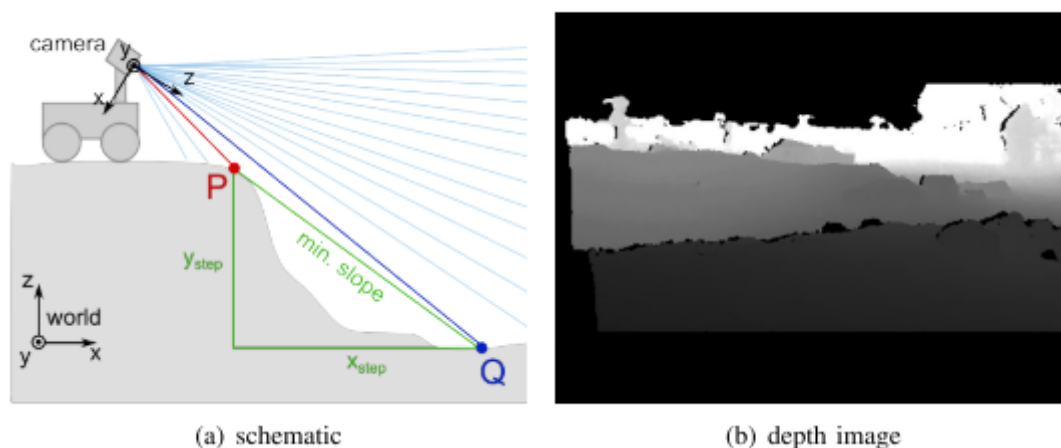 camera
y
z
x
P
min. slope
ystep
z
world
y
x
xstep
Q
(a) schematic
(b) depth image